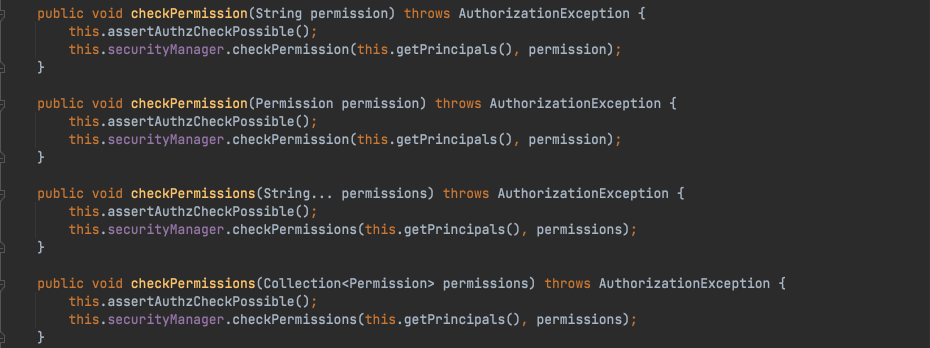 public void checkPermission(String permission) throws AuthorizationException {
this.assertAuthzCheckPossible();
this.securityManager.checkPermission(this.getPrincipals(), permission);
}
public void checkPermission(Permission permission) throws AuthorizationException {
this.assertAuthzCheckPossible();
this.securityManager.checkPermission(this.getPrincipals(), permission);
}
public void checkPermissions(String... permissions) throws AuthorizationException {
this.assertAuthzCheckPossible();
this.securityManager.checkPermissions(this.getPrincipals(), permissions);
}
public void checkPermissions(Collection<Permission> permissions) throws AuthorizationException {
this.assertAuthzCheckPossible();
this.securityManager.checkPermissions(this.getPrincipals(), permissions);
}